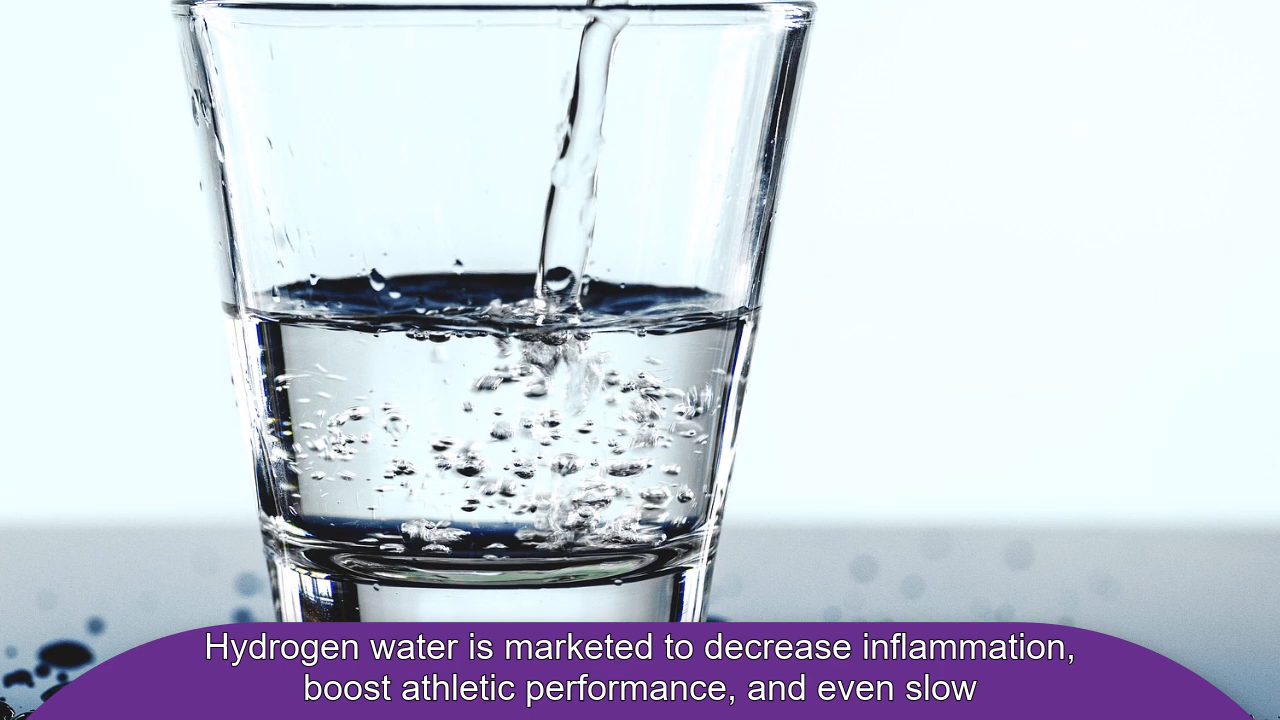 Hydrogen water is marketed to decrease inflammation,
boost athletic performance, and even slow